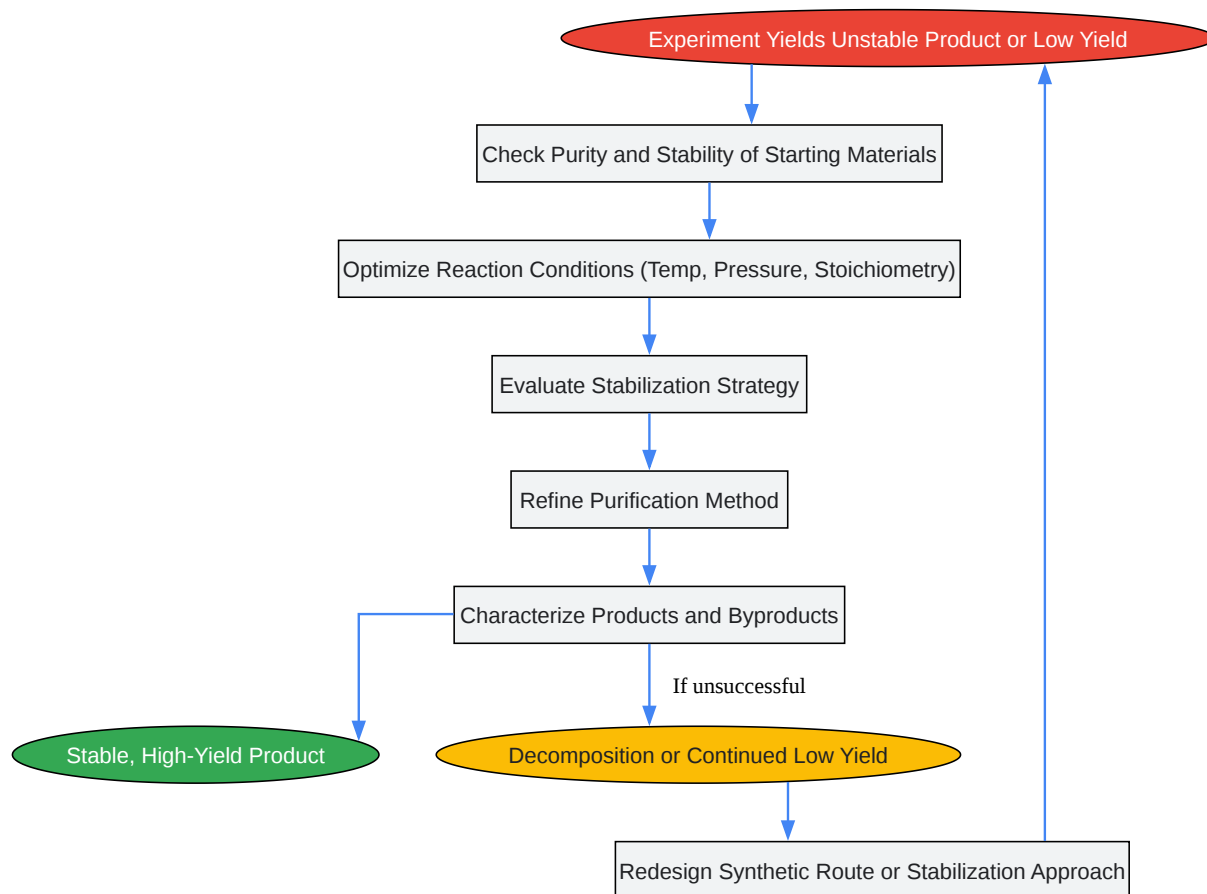 Experiment Yields Unstable Product or Low Yield
Check Purity and Stability of Starting Materials
Optimize Reaction Conditions (Temp, Pressure, Stoichiometry)
Evaluate Stabilization Strategy
Refine Purification Method
Characterize Products and Byproducts
If unsuccessful
Stable, High-Yield Product
Decomposition or Continued Low Yield
Redesign Synthetic Route or Stabilization Approach